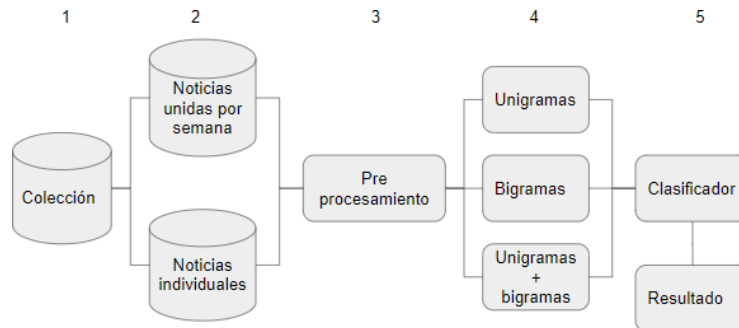 1
2
3
4
5
Colección
Noticias
unidas por
semana
Noticias
individuales
Pre
procesamiento
Unigramas
Bigramas
Unigramas
+
bigramas
Clasificador
Resultado